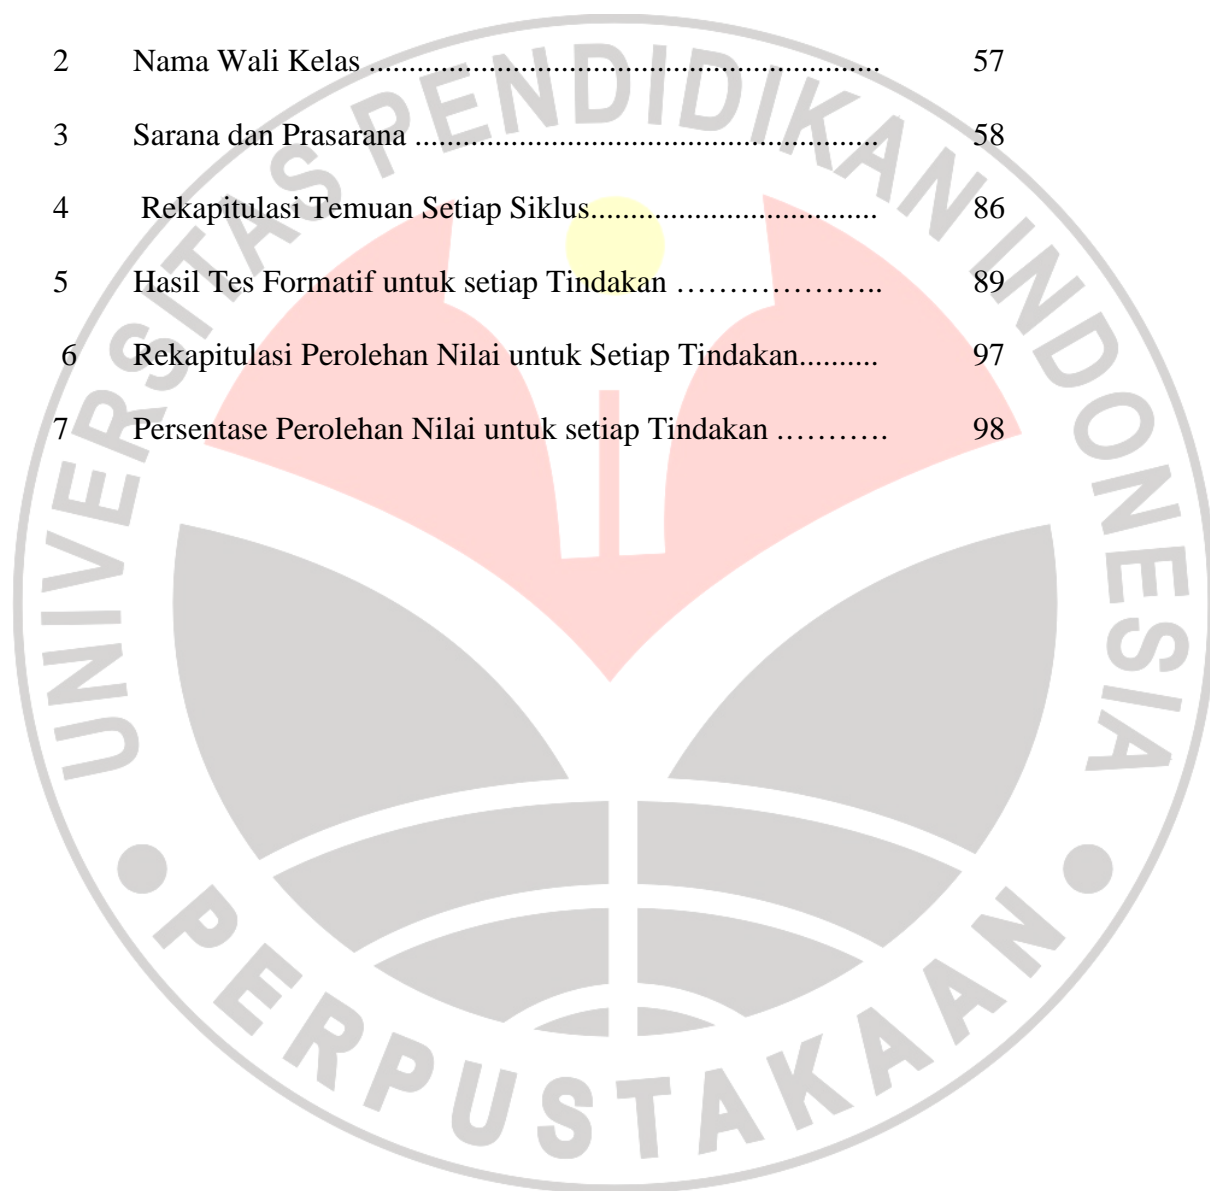 2 Nama Wali Kelas ................................................................. 57
3 Sarana dan Prasarana ........................................................... 58
4 Rekapitulasi Temuan Setiap Siklus.................................... 86
5 Hasil Tes Formatif untuk setiap Tindakan ……………….. 89
6 Rekapitulasi Perolehan Nilai untuk Setiap Tindakan.......... 97
7 Persentase Perolehan Nilai untuk setiap Tindakan ………. 98
UNIVERSITAS PENDIDIKAN INDONESIA
PERPUSTAKAAN